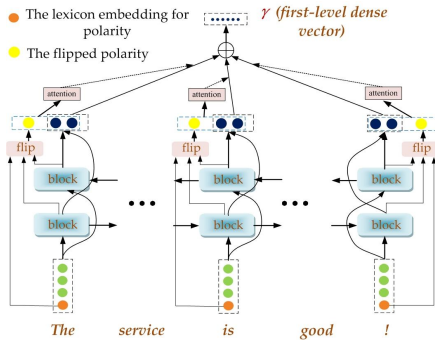 The lexicon embedding for
polarity
The flipped polarity
γ (first-level dense
vector)
attention
attention
attention
flip
flip
flip
block
block
block
block
block
block
The service is good !